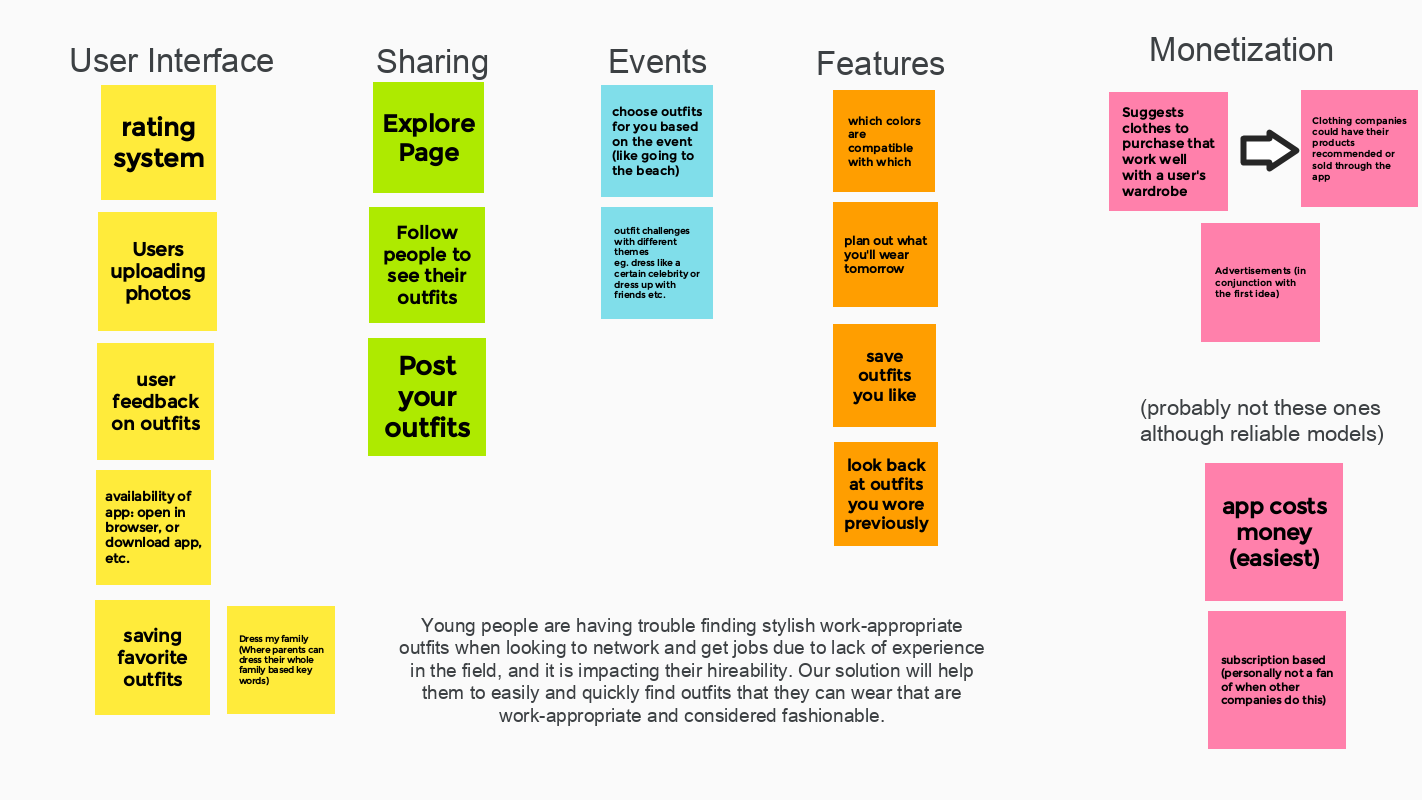 User Interface
rating
system
Users
uploading
photos
user
feedback
on outfits
availability of
app: open in
browser, or
download app,
etc.
saving
favorite
outfits
Dress my family
(Where parents can
dress their whole
family based key
words)
Sharing
Explore
Page
Follow
people to
see their
outfits
Post
your
outfits
Events
choose outfits
for you based
on the event
(like going to
the beach)
outfit challenges
with different
themes
eg. dress like a
certain celebrity or
dress up with
friends etc.
Features
which colors
are
compatible
with which
plan out what
you'll wear
tomorrow
save
outfits
you like
look back
at outfits
you wore
previously
Monetization
Suggests
clothes to
purchase that
work well
with a user's
wardrobe
Clothing companies
could have their
products
recommended or
sold through the
app
Advertisements (in
conjunction with
the first idea)
(probably not these ones
although reliable models)
app costs
money
(easiest)
subscription based
(personally not a fan
of when other
companies do this)
Young people are having trouble finding stylish work-appropriate
outfits when looking to network and get jobs due to lack of experience
in the field, and it is impacting their hireability. Our solution will help
them to easily and quickly find outfits that they can wear that are
work-appropriate and considered fashionable.